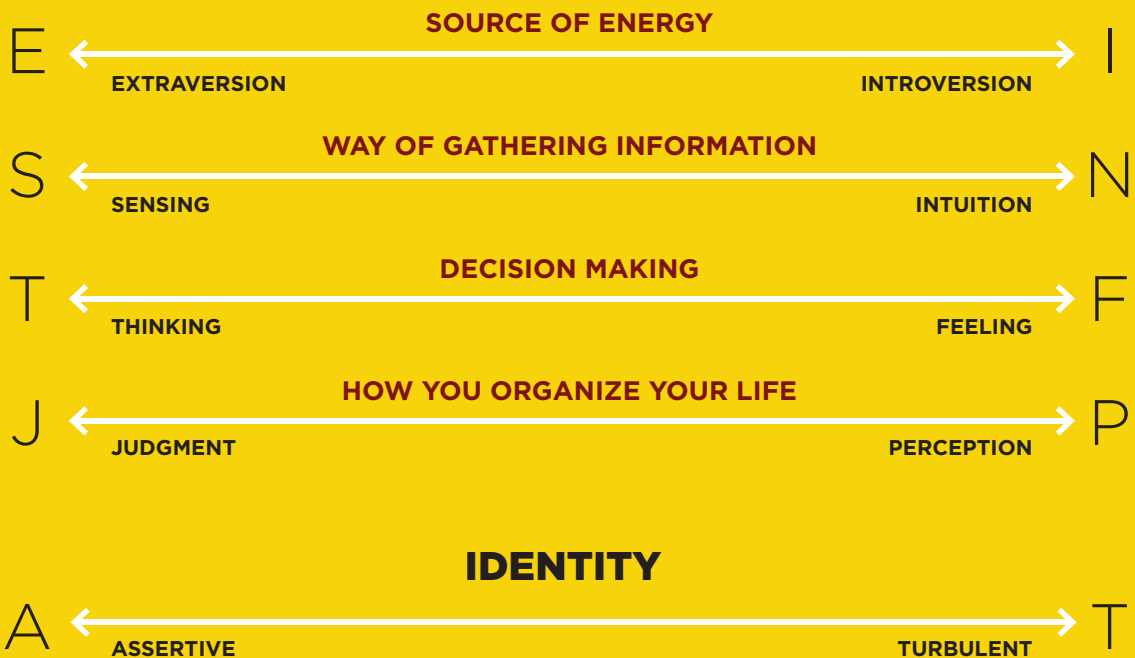 SOURCE OF ENERGY
E I
EXTRAVERSION INTROVERSION
WAY OF GATHERING INFORMATION
S N
SENSING INTUITION
DECISION MAKING
T F
THINKING FEELING
HOW YOU ORGANIZE YOUR LIFE
J P
JUDGMENT PERCEPTION
IDENTITY
A T
ASSERTIVE TURBULENT